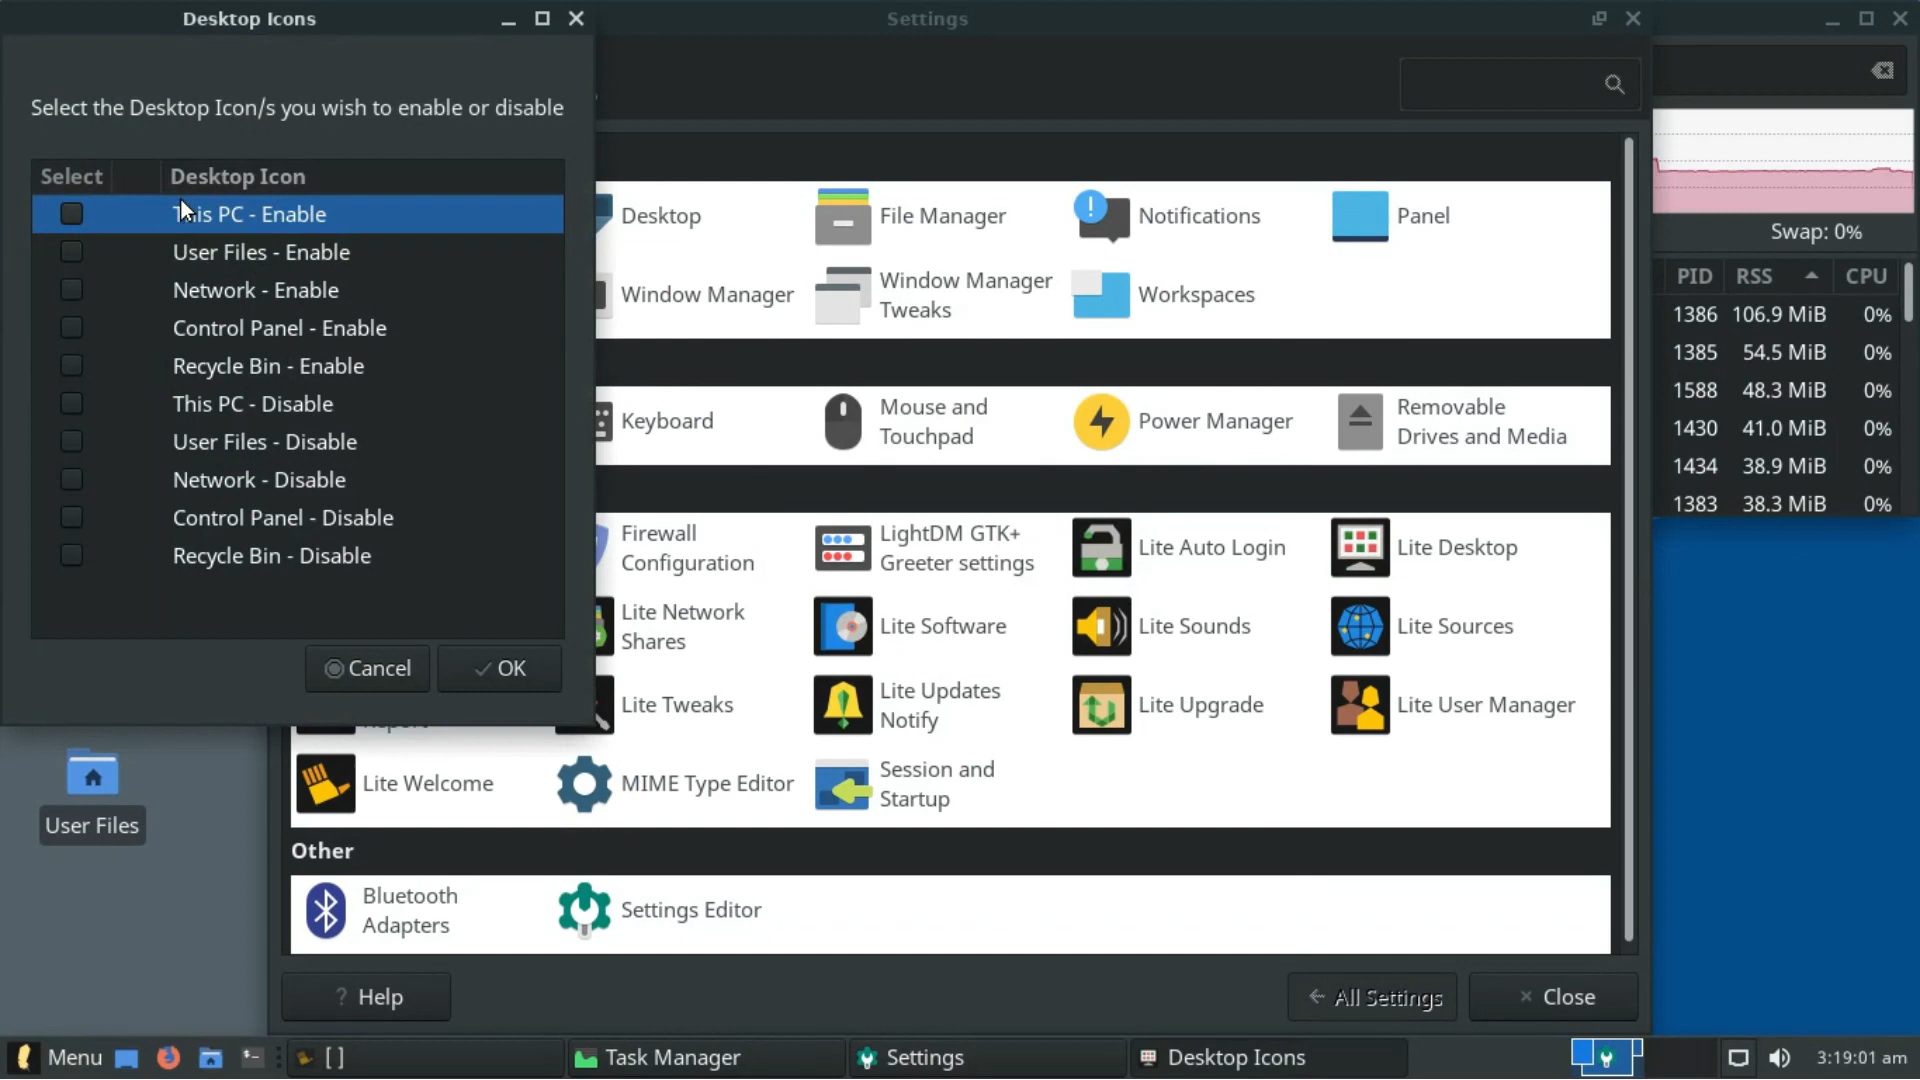 Desktop Icons
Settings
Select the Desktop Icon/s you wish to enable or disable
Select
Desktop Icon
This PC - Enable
User Files - Enable
Network - Enable
Control Panel - Enable
Recycle Bin - Enable
This PC - Disable
User Files - Disable
Network - Disable
Control Panel - Disable
Recycle Bin - Disable
Cancel
OK
Desktop
File Manager
Notifications
Panel
Window Manager
Window Manager
Tweaks
Workspaces
Keyboard
Mouse and
Touchpad
Power Manager
Removable
Drives and Media
Firewall
Configuration
LightDM GTK+
Greeter settings
Lite Auto Login
Lite Desktop
Lite Network
Shares
Lite Software
Lite Sounds
Lite Sources
Lite Tweaks
Lite Updates
Notify
Lite Upgrade
Lite User Manager
Lite Welcome
MIME Type Editor
Session and
Startup
Other
Bluetooth
Adapters
Settings Editor
? Help
All Settings
Close
Swap: 0%
PID RSS CPU
1386 106.9 MiB 0%
1385 54.5 MiB 0%
1588 48.3 MiB 0%
1430 41.0 MiB 0%
1434 38.9 MiB 0%
1383 38.3 MiB 0%
User Files
Menu
[ ]
Task Manager
Settings
Desktop Icons
3:19:01 am